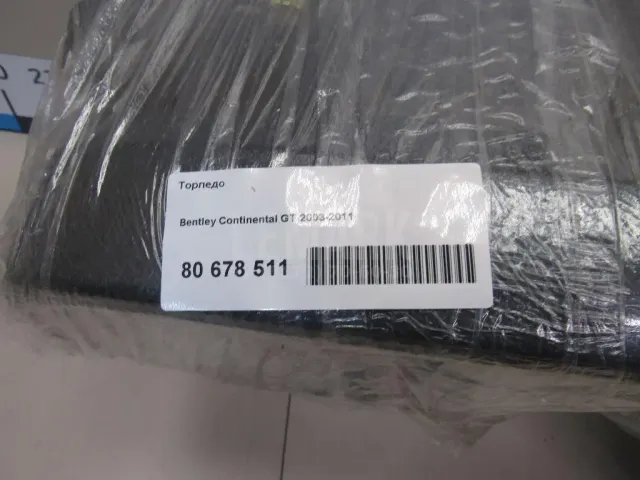 Торпедо
Bentley Continental GT 2003-2011
80 678 511